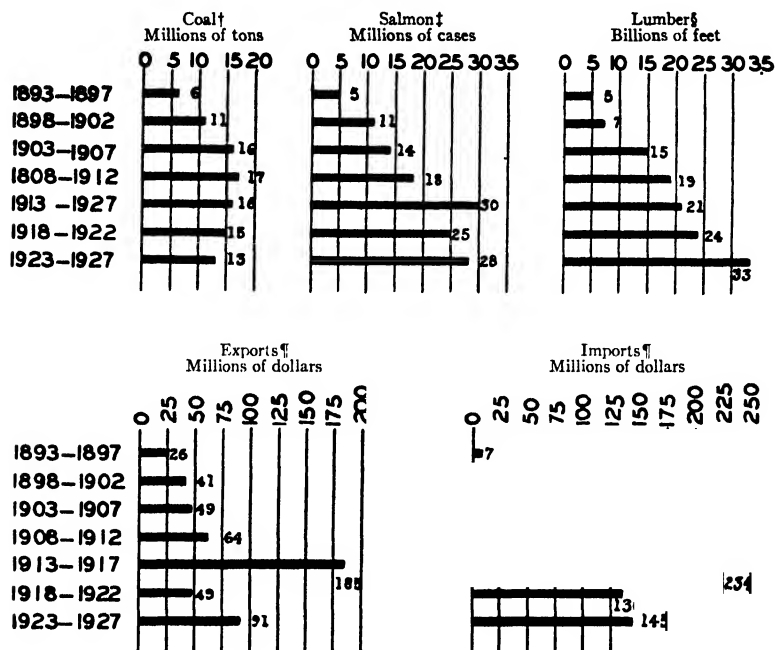 Coal† Salmon‡ Lumber§
Millions of tons Millions of cases Billions of feet
0 5 10 15 20 0 5 10 15 20 25 30 35 0 5 10 15 20 25 30 35
1893–1897 6 5 5
1898–1902 11 11 7
1903–1907 16 14 15
1808–1912 17 18 19
1913–1927 16 30 21
1918–1922 15 25 24
1923–1927 13 28 33
Exports¶ Imports¶
Millions of dollars Millions of dollars
0 25 50 75 100 125 150 175 200 0 25 50 75 100 125 150 175 200 225 250
1893–1897 26 7
1898–1902 41
1903–1907 49
1908–1912 64
1913–1917 185 234
1918–1922 49
1923–1927 91 145